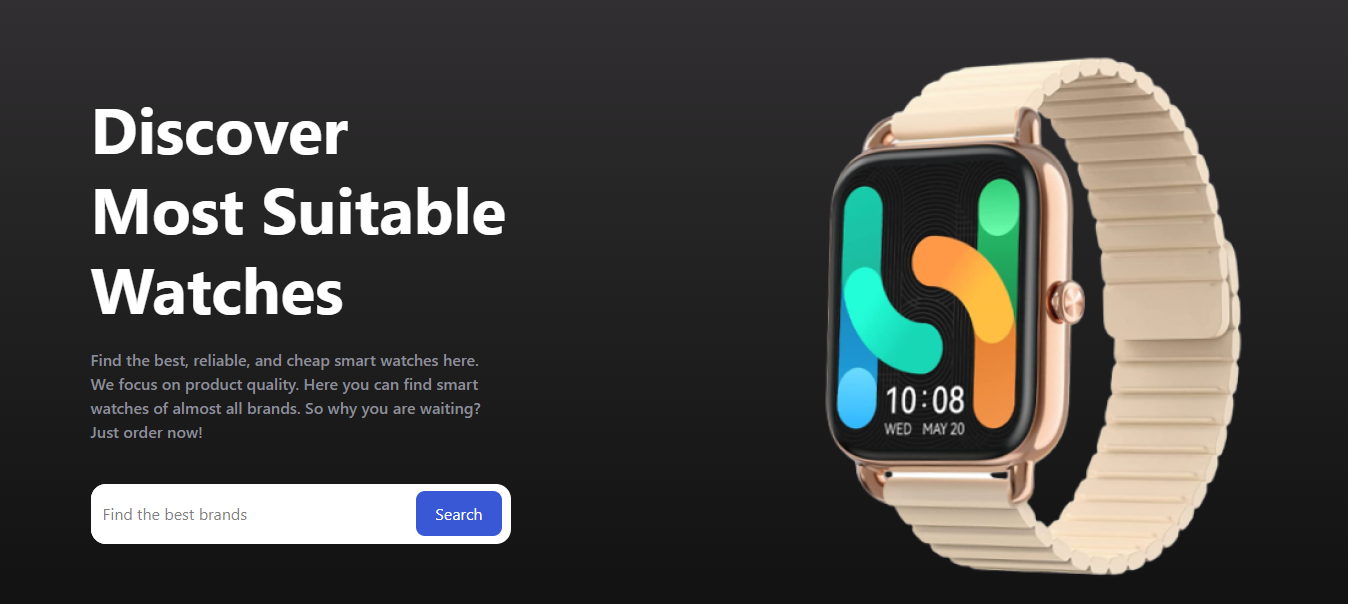 Discover
Most Suitable
Watches
Find the best, reliable, and cheap smart watches here.
We focus on product quality. Here you can find smart
watches of almost all brands. So why you are waiting?
Just order now!
Find the best brands
Search
10:08
WED MAY 20